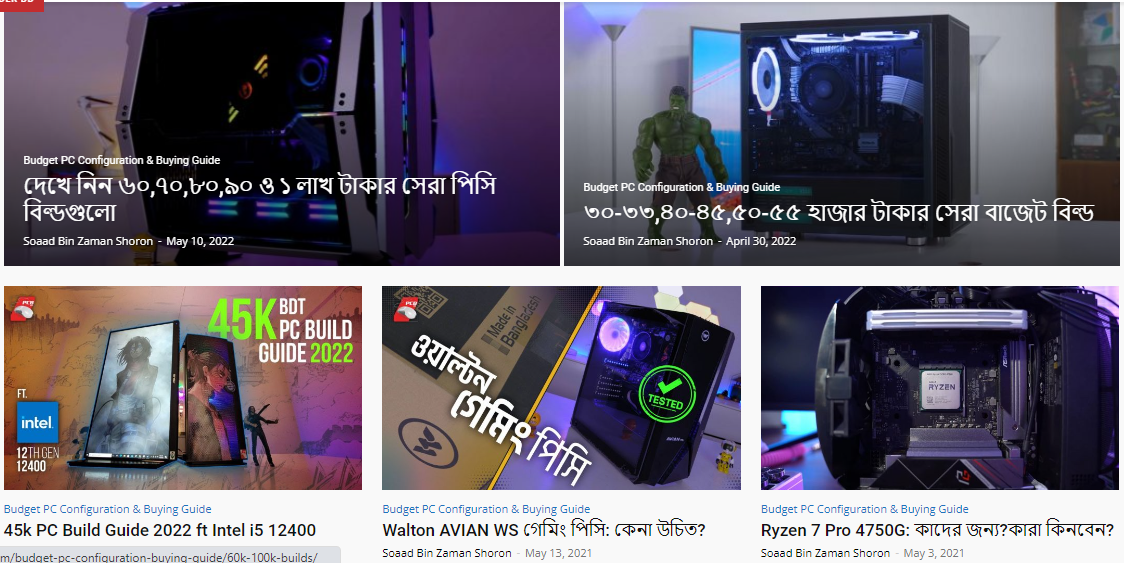 Budget PC Configuration & Buying Guide
দেখে নিন ৬০,৭০,৮০,৯০ ও ১ লাখ টাকার সেরা পিসি
বিল্ডগুলো
Soaad Bin Zaman Shoron - May 10, 2022
Budget PC Configuration & Buying Guide
৩০-৩৩,৪০-৪৫,৫০-৫৫ হাজার টাকার সেরা বাজেট বিল্ড
Soaad Bin Zaman Shoron - April 30, 2022
PCB
45K BDT
PC BUILD
GUIDE 2022
FT.
intel.
12TH GEN
12400
Budget PC Configuration & Buying Guide
45k PC Build Guide 2022 ft Intel i5 12400
PCB
Made in
Bangladesh
ওয়াল্টন
গেমিং পিসি
TESTED
Budget PC Configuration & Buying Guide
Walton AVIAN WS গেমিং পিসি: কেনা উচিত?
Soaad Bin Zaman Shoron - May 13, 2021
RYZEN
Budget PC Configuration & Buying Guide
Ryzen 7 Pro 4750G: কাদের জন্য?কারা কিনবেন?
Soaad Bin Zaman Shoron - May 3, 2021
m/budget-pc-configuration-buying-guide/60k-100k-builds/